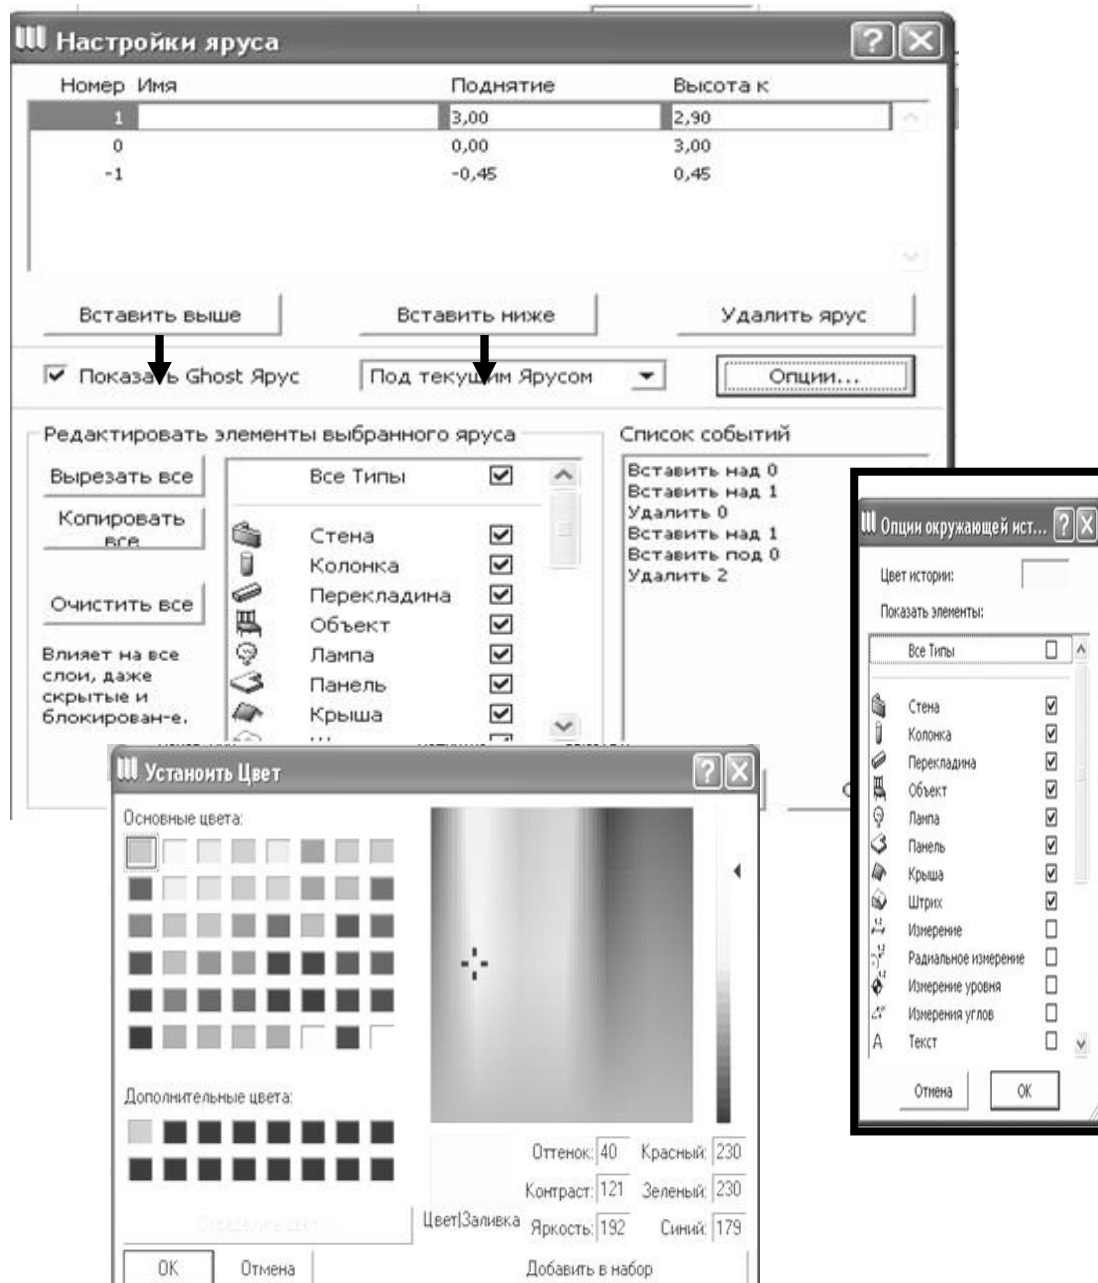 Настройки яруса
Номер Имя Поднятие Высота к
1 3,00 2,90
0 0,00 3,00
-1 -0,45 0,45
Вставить выше Вставить ниже Удалить ярус
Показать Ghost Ярус Под текущим Ярусом Опции...
Редактировать элементы выбранного яруса
Вырезать все
Копировать
все
Очистить все
Влияет на все
слои, даже
скрытые и
блокирован-е.
Все Типы
Стена
Колонка
Перекладина
Объект
Лампа
Панель
Крыша
Список событий
Вставить над 0
Вставить над 1
Удалить 0
Вставить над 1
Вставить под 0
Удалить 2
Опции окружающей ист...
Цвет истории:
Показать элементы:
Все Типы
Стена
Колонка
Перекладина
Объект
Лампа
Панель
Крыша
Штрих
Измерение
Радиальное измерение
Измерение уровня
Измерения углов
Текст
Отмена OK
Устаноить Цвет
Основные цвета:
Дополнительные цвета:
Оттенок: 40 Красный: 230
Контраст: 121 Зеленый: 230
Цвет|Заливка Яркость: 192 Синий: 179
OK Отмена Добавить в набор